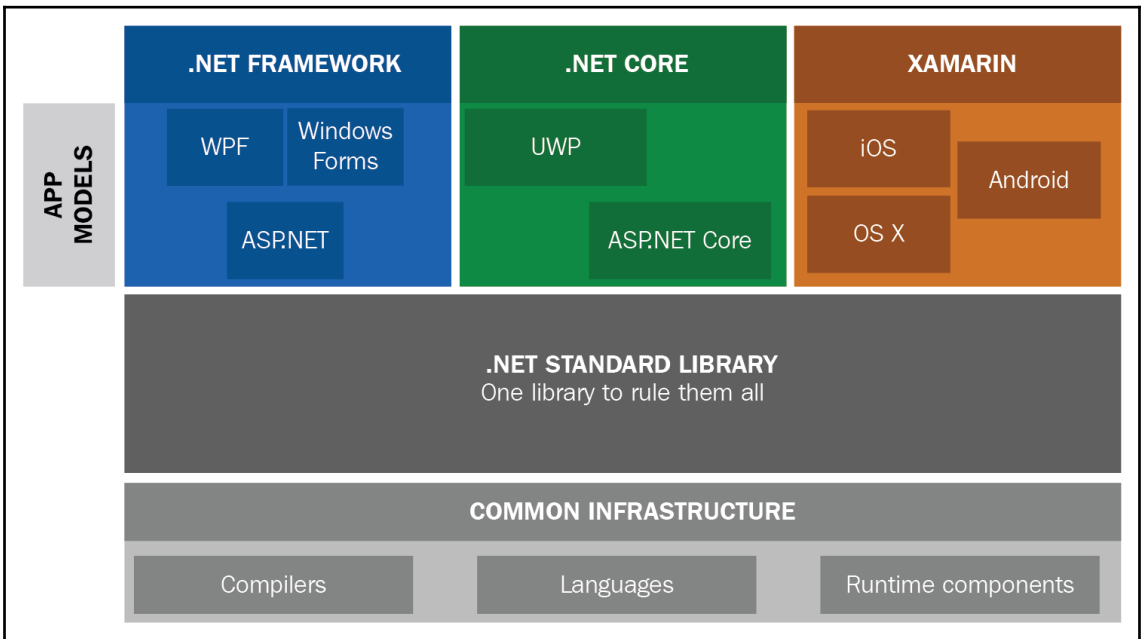 .NET FRAMEWORK
.NET CORE
XAMARIN
APP
MODELS
WPF
Windows
Forms
ASP.NET
UWP
ASP.NET Core
iOS
Android
OS X
.NET STANDARD LIBRARY
One library to rule them all
COMMON INFRASTRUCTURE
Compilers
Languages
Runtime components